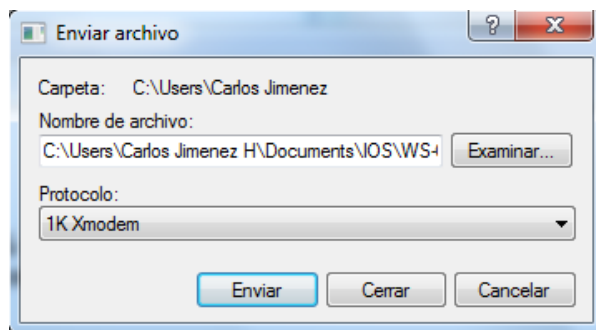 Enviar archivo
Carpeta: C:\Users\Carlos Jimenez
Nombre de archivo:
C:\Users\Carlos Jimenez H\Documents\IOS\WS-
Examinar...
Protocolo:
1K Xmodem
Enviar Cerrar Cancelar